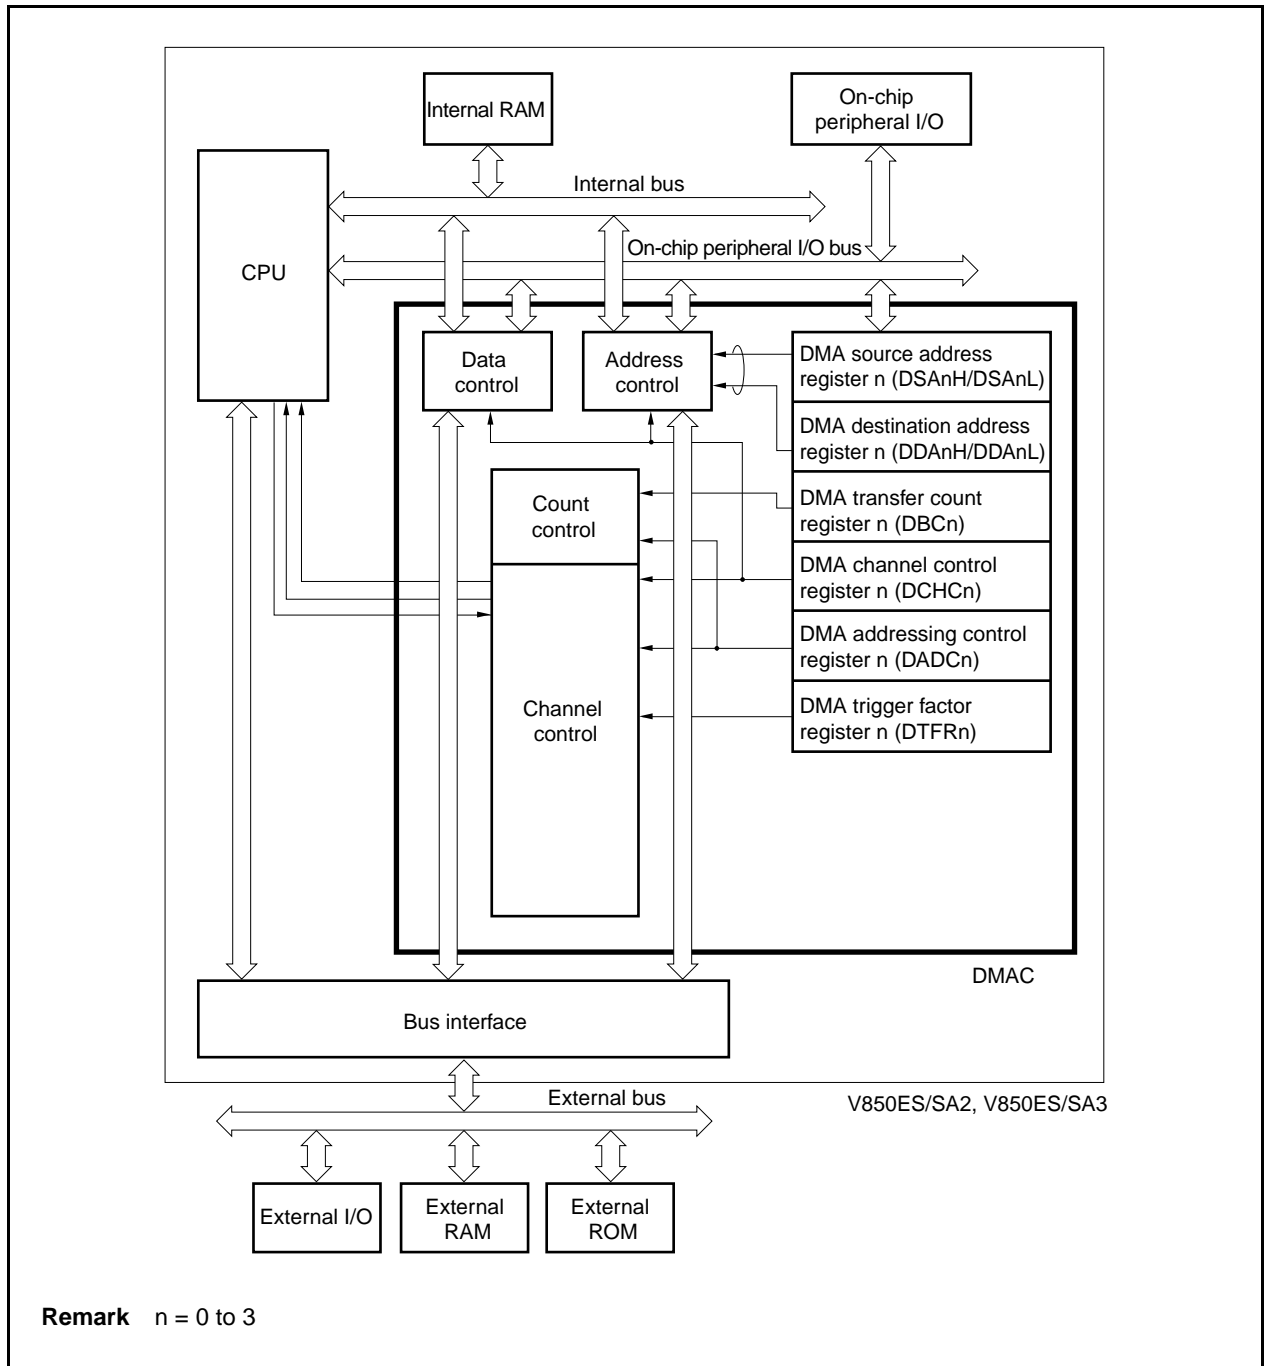 Internal RAM
On-chip
peripheral I/O
Internal bus
On-chip peripheral I/O bus
CPU
Data
control
Address
control
DMA source address
register n (DSAnH/DSAnL)
DMA destination address
register n (DDAnH/DDAnL)
DMA transfer count
register n (DBCn)
DMA channel control
register n (DCHCn)
DMA addressing control
register n (DADCn)
DMA trigger factor
register n (DTFRn)
Count
control
Channel
control
DMAC
Bus interface
External bus
V850ES/SA2, V850ES/SA3
External I/O
External
RAM
External
ROM
Remark n = 0 to 3